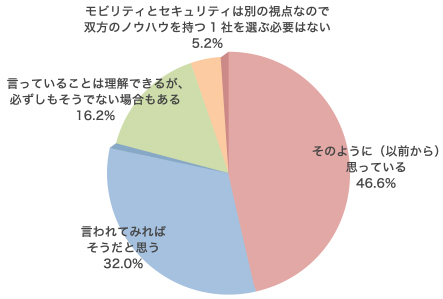 モビリティとセキュリティは別の視点なので
双方のノウハウを持つ 1 社を選ぶ必要はない
5.2%
言っていることは理解できるが、
必ずしもそうでない場合もある
16.2%
そのように（以前から）
思っている
46.6%
言われてみれば
そうだと思う
32.0%